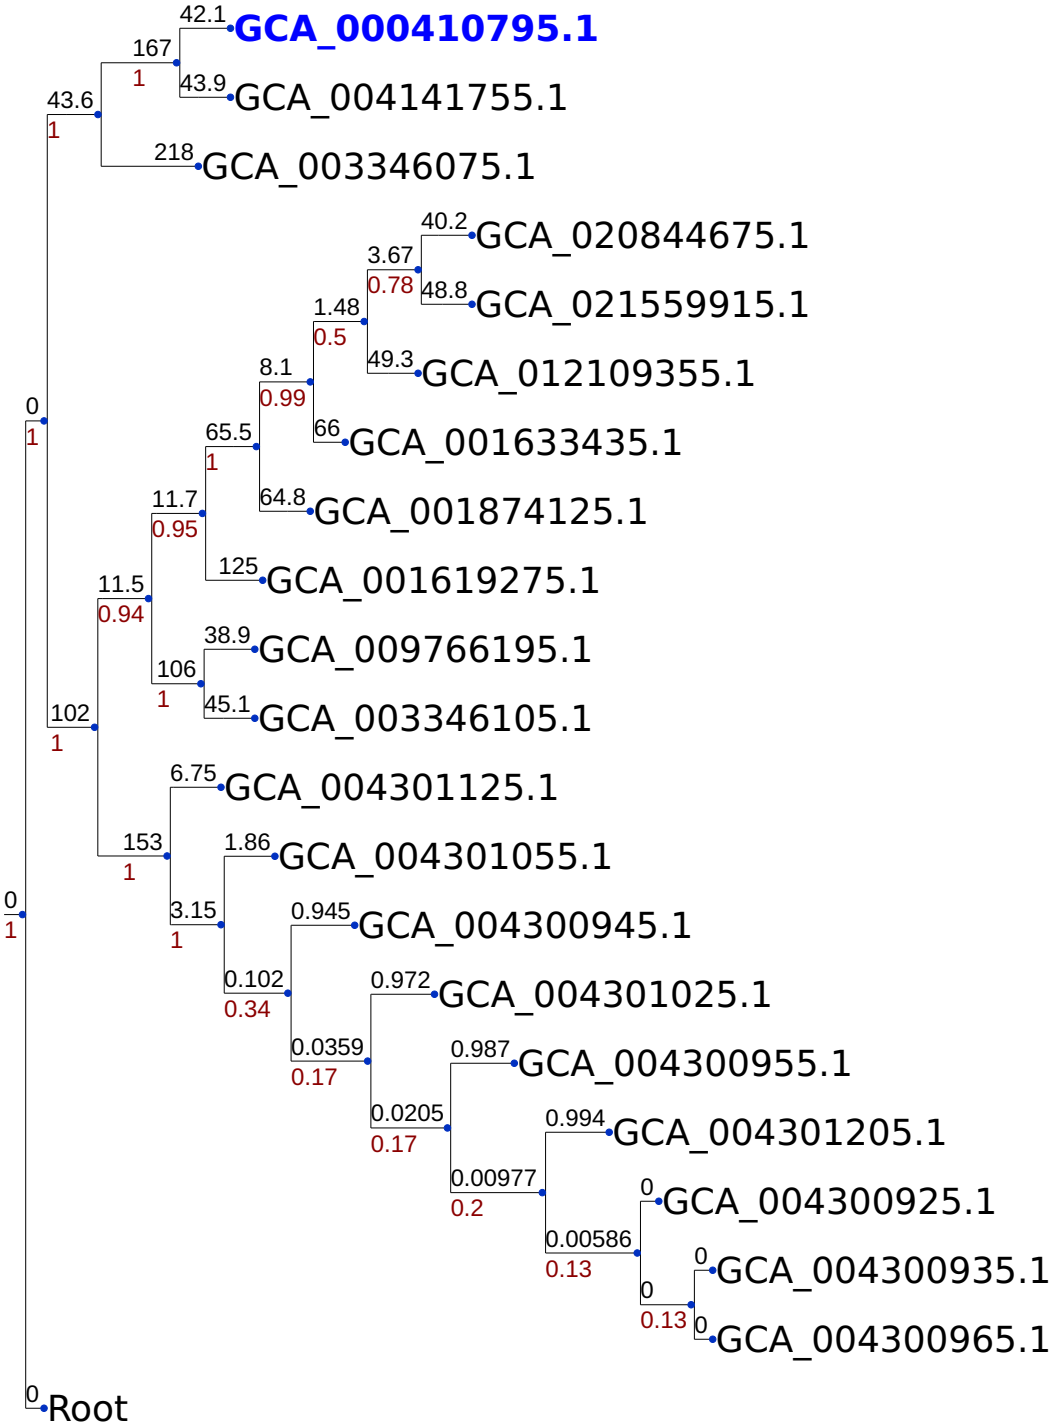 42.1
GCA_000410795.1
167
1
43.9
GCA_004141755.1
43.6
1
218
GCA_003346075.1
40.2
GCA_020844675.1
3.67
0.78
48.8
GCA_021559915.1
1.48
0.5
49.3
GCA_012109355.1
8.1
0.99
66
GCA_001633435.1
0
1
65.5
1
64.8
GCA_001874125.1
11.7
0.95
125
GCA_001619275.1
11.5
0.94
38.9
GCA_009766195.1
106
1
45.1
GCA_003346105.1
102
1
6.75
GCA_004301125.1
153
1
1.86
GCA_004301055.1
0
1
3.15
1
0.945
GCA_004300945.1
0.102
0.34
0.972
GCA_004301025.1
0.0359
0.17
0.987
GCA_004300955.1
0.0205
0.17
0.994
GCA_004301205.1
0.00977
0.2
0
GCA_004300925.1
0.00586
0.13
0
GCA_004300935.1
0
0.13
0
GCA_004300965.1
0
Root